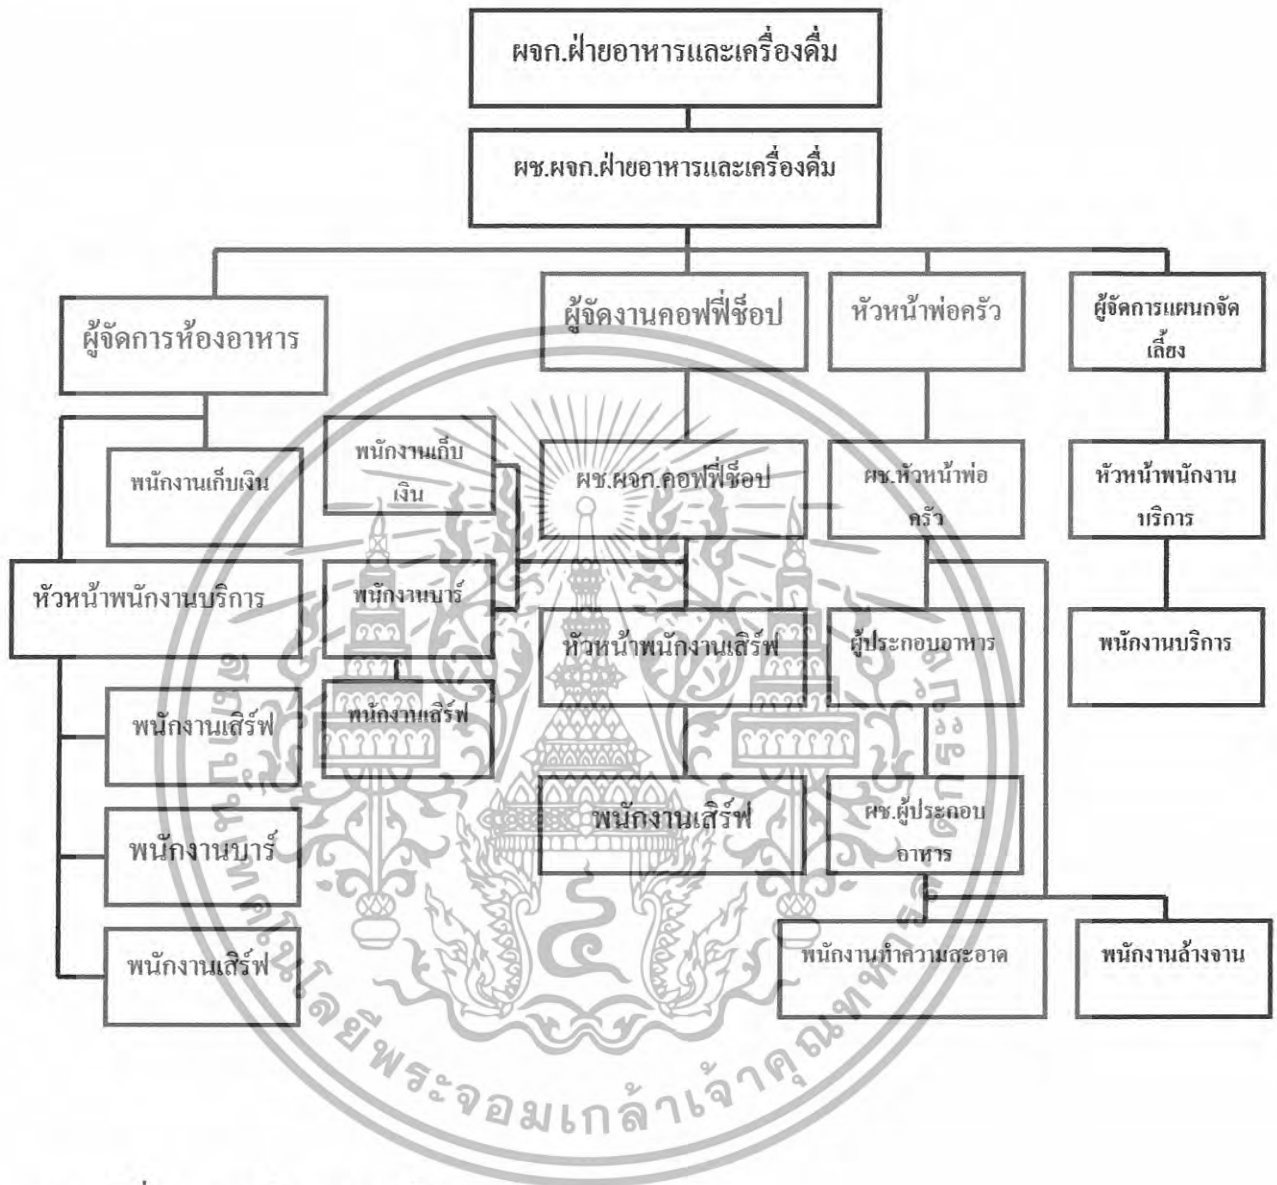 ผจก.ฝ่ายอาหารและเครื่องดื่ม
ผช.ผจก.ฝ่ายอาหารและเครื่องดื่ม
ผู้จัดการห้องอาหาร
ผู้จัดงานคอฟฟี่ช็อป
หัวหน้าพ่อครัว
ผู้จัดการแผนกจัด
เลี้ยง
พนักงานเก็บเงิน
พนักงานเก็บ
เงิน
ผช.ผจก.คอฟฟี่ช็อป
ผช.หัวหน้าพ่อ
ครัว
หัวหน้าพนักงาน
บริการ
หัวหน้าพนักงานบริการ
พนักงานบาร์
หัวหน้าพนักงานเสิร์ฟ
ผู้ประกอบอาหาร
พนักงานบริการ
พนักงานเสิร์ฟ
พนักงานเสิร์ฟ
พนักงานบาร์
พนักงานเสิร์ฟ
ผช.ผู้ประกอบ
อาหาร
พนักงานเสิร์ฟ
พนักงานทำความสะอาด
พนักงานล้างจาน
สถาบันเทคโนโลยีพระจอมเกล้าเจ้าคุณทหารลาดกระบัง